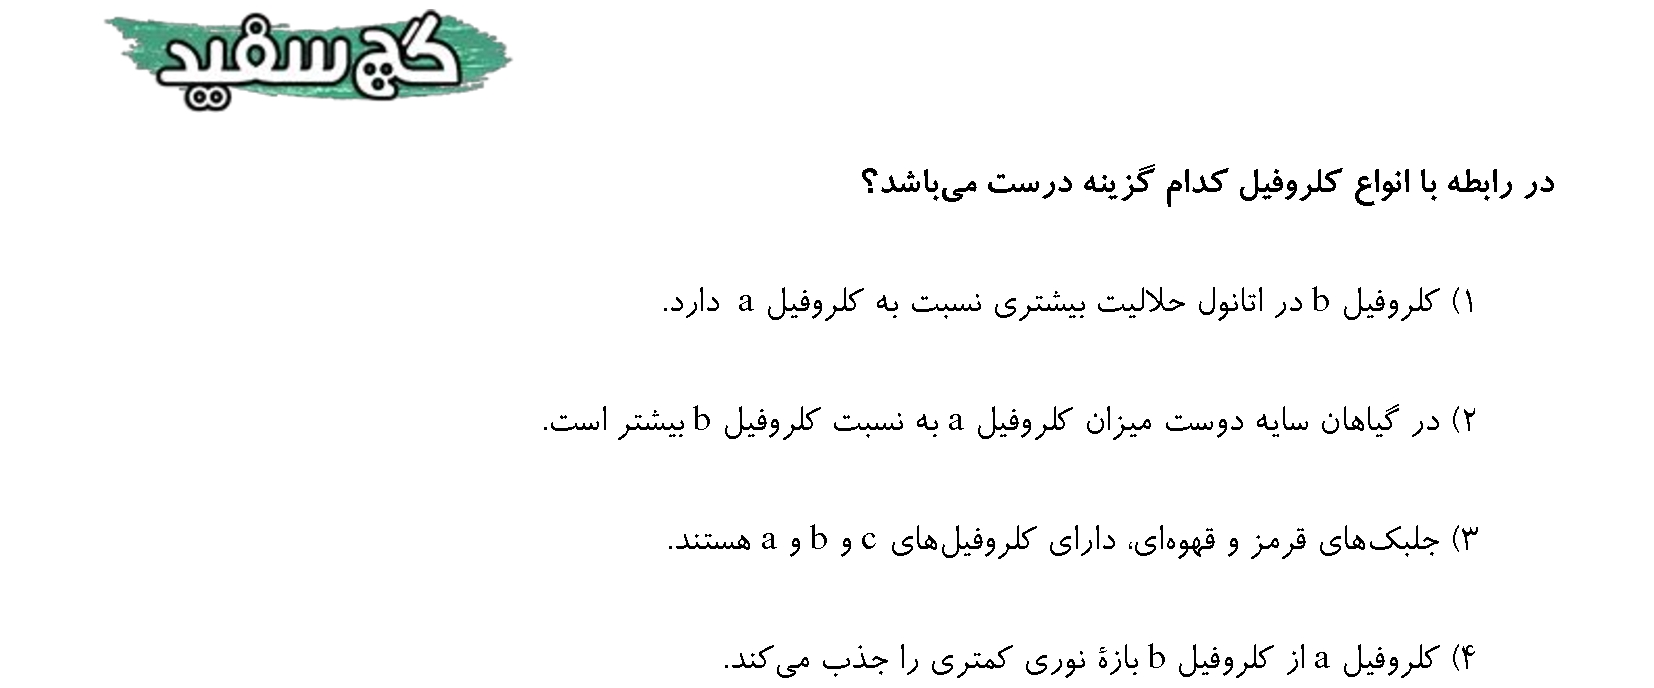 گچ سفید
در رابطه با انواع کلروفیل کدام گزینه درست می‌باشد؟
۱) کلروفیل b در اتانول حلالیت بیشتری نسبت به کلروفیل a دارد.
۲) در گیاهان سایه دوست میزان کلروفیل a به نسبت کلروفیل b بیشتر است.
۳) جلبک‌های قرمز و قهوه‌ای، دارای کلروفیل‌های c و b و a هستند.
۴) کلروفیل a از کلروفیل b بازهٔ نوری کمتری را جذب می‌کند.